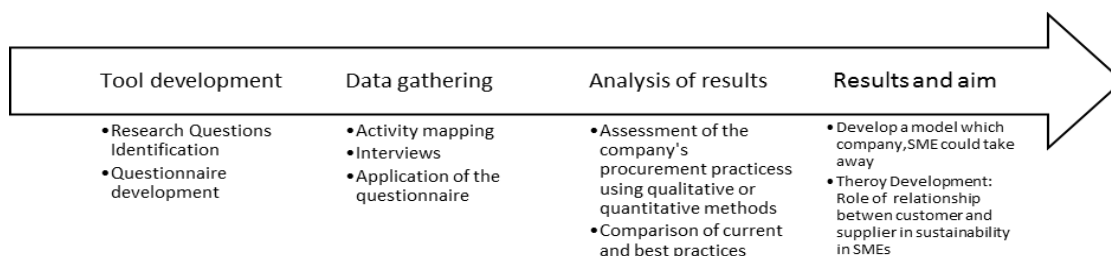 Tool development
Data gathering
Analysis of results
Results and aim
•Research Questions
Identification
•Questionnaire
development
•Activity mapping
•Interviews
•Application of the
questionnaire
•Assessment of the
company's
procurement practicess
using qualitative or
quantitative methods
•Comparison of current
and best practices
•Develop a model which
company,SME could take
away
•Theroy Development:
Role of relationship
betwen customer and
supplier in sustainability
in SMEs